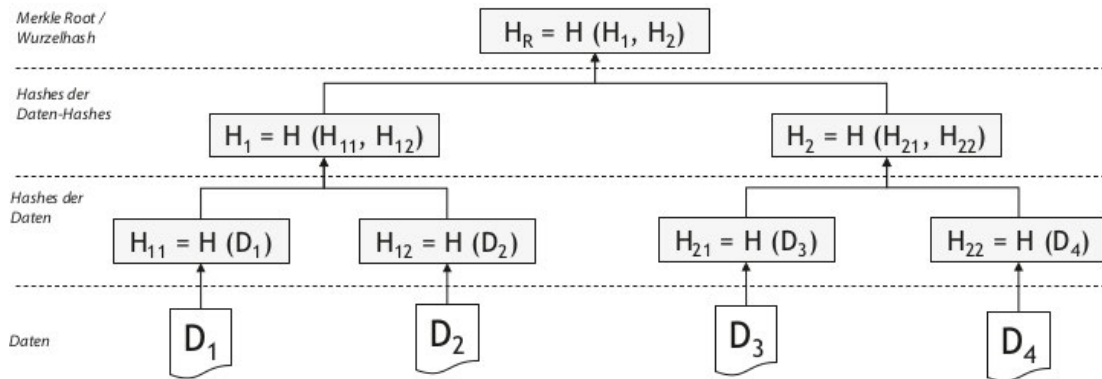 Merkle Root /
Wurzelhash
H_R = H (H_1, H_2)
Hashes der
Daten-Hashes
H_1 = H (H_11, H_12)
H_2 = H (H_21, H_22)
Hashes der
Daten
H_11 = H (D_1)
H_12 = H (D_2)
H_21 = H (D_3)
H_22 = H (D_4)
Daten
D_1
D_2
D_3
D_4